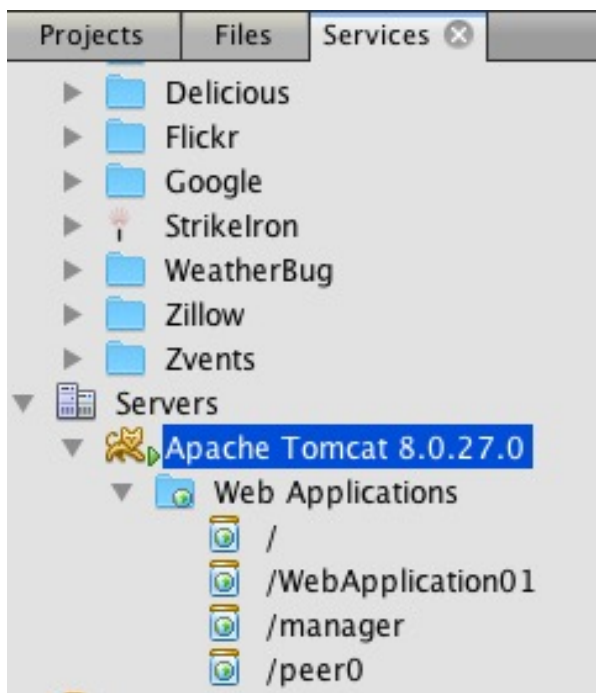 Projects Files Services
Delicious
Flickr
Google
StrikeIron
WeatherBug
Zillow
Zvents
Servers
Apache Tomcat 8.0.27.0
Web Applications
/
/WebApplication01
/manager
/peer0